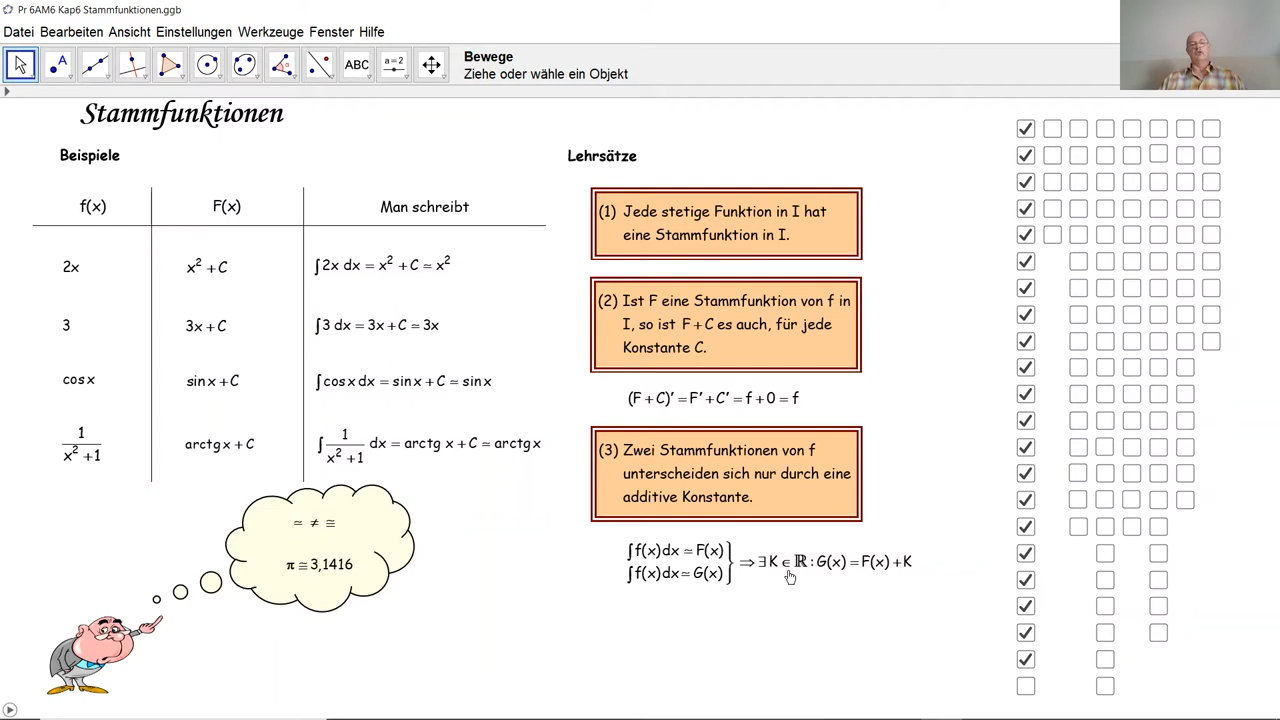 Pr 6AM6 Kap6 Stammfunktionen.ggb
Datei Bearbeiten Ansicht Einstellungen Werkzeuge Fenster Hilfe
A
ABC
a=2
Bewege
Ziehe oder wähle ein Objekt
Stammfunktionen
Beispiele
f(x) F(x) Man schreibt
2x x² + C ∫2x dx = x² + C ≃ x²
3 3x + C ∫3 dx = 3x + C ≃ 3x
cos x sin x + C ∫cos x dx = sin x + C ≃ sin x
1/(x² + 1) arctg x + C ∫ 1/(x² + 1) dx = arctg x + C ≃ arctg x
≃ ≠ ≅
π ≅ 3,1416
Lehrsätze
(1) Jede stetige Funktion in I hat
eine Stammfunktion in I.
(2) Ist F eine Stammfunktion von f in
I, so ist F + C es auch, für jede
Konstante C.
(F + C)′ = F′ + C′ = f + 0 = f
(3) Zwei Stammfunktionen von f
unterscheiden sich nur durch eine
additive Konstante.
∫f(x)dx ≃ F(x)
∫f(x)dx ≃ G(x) } ⇒ ∃ K ∈ ℝ : G(x) = F(x) + K